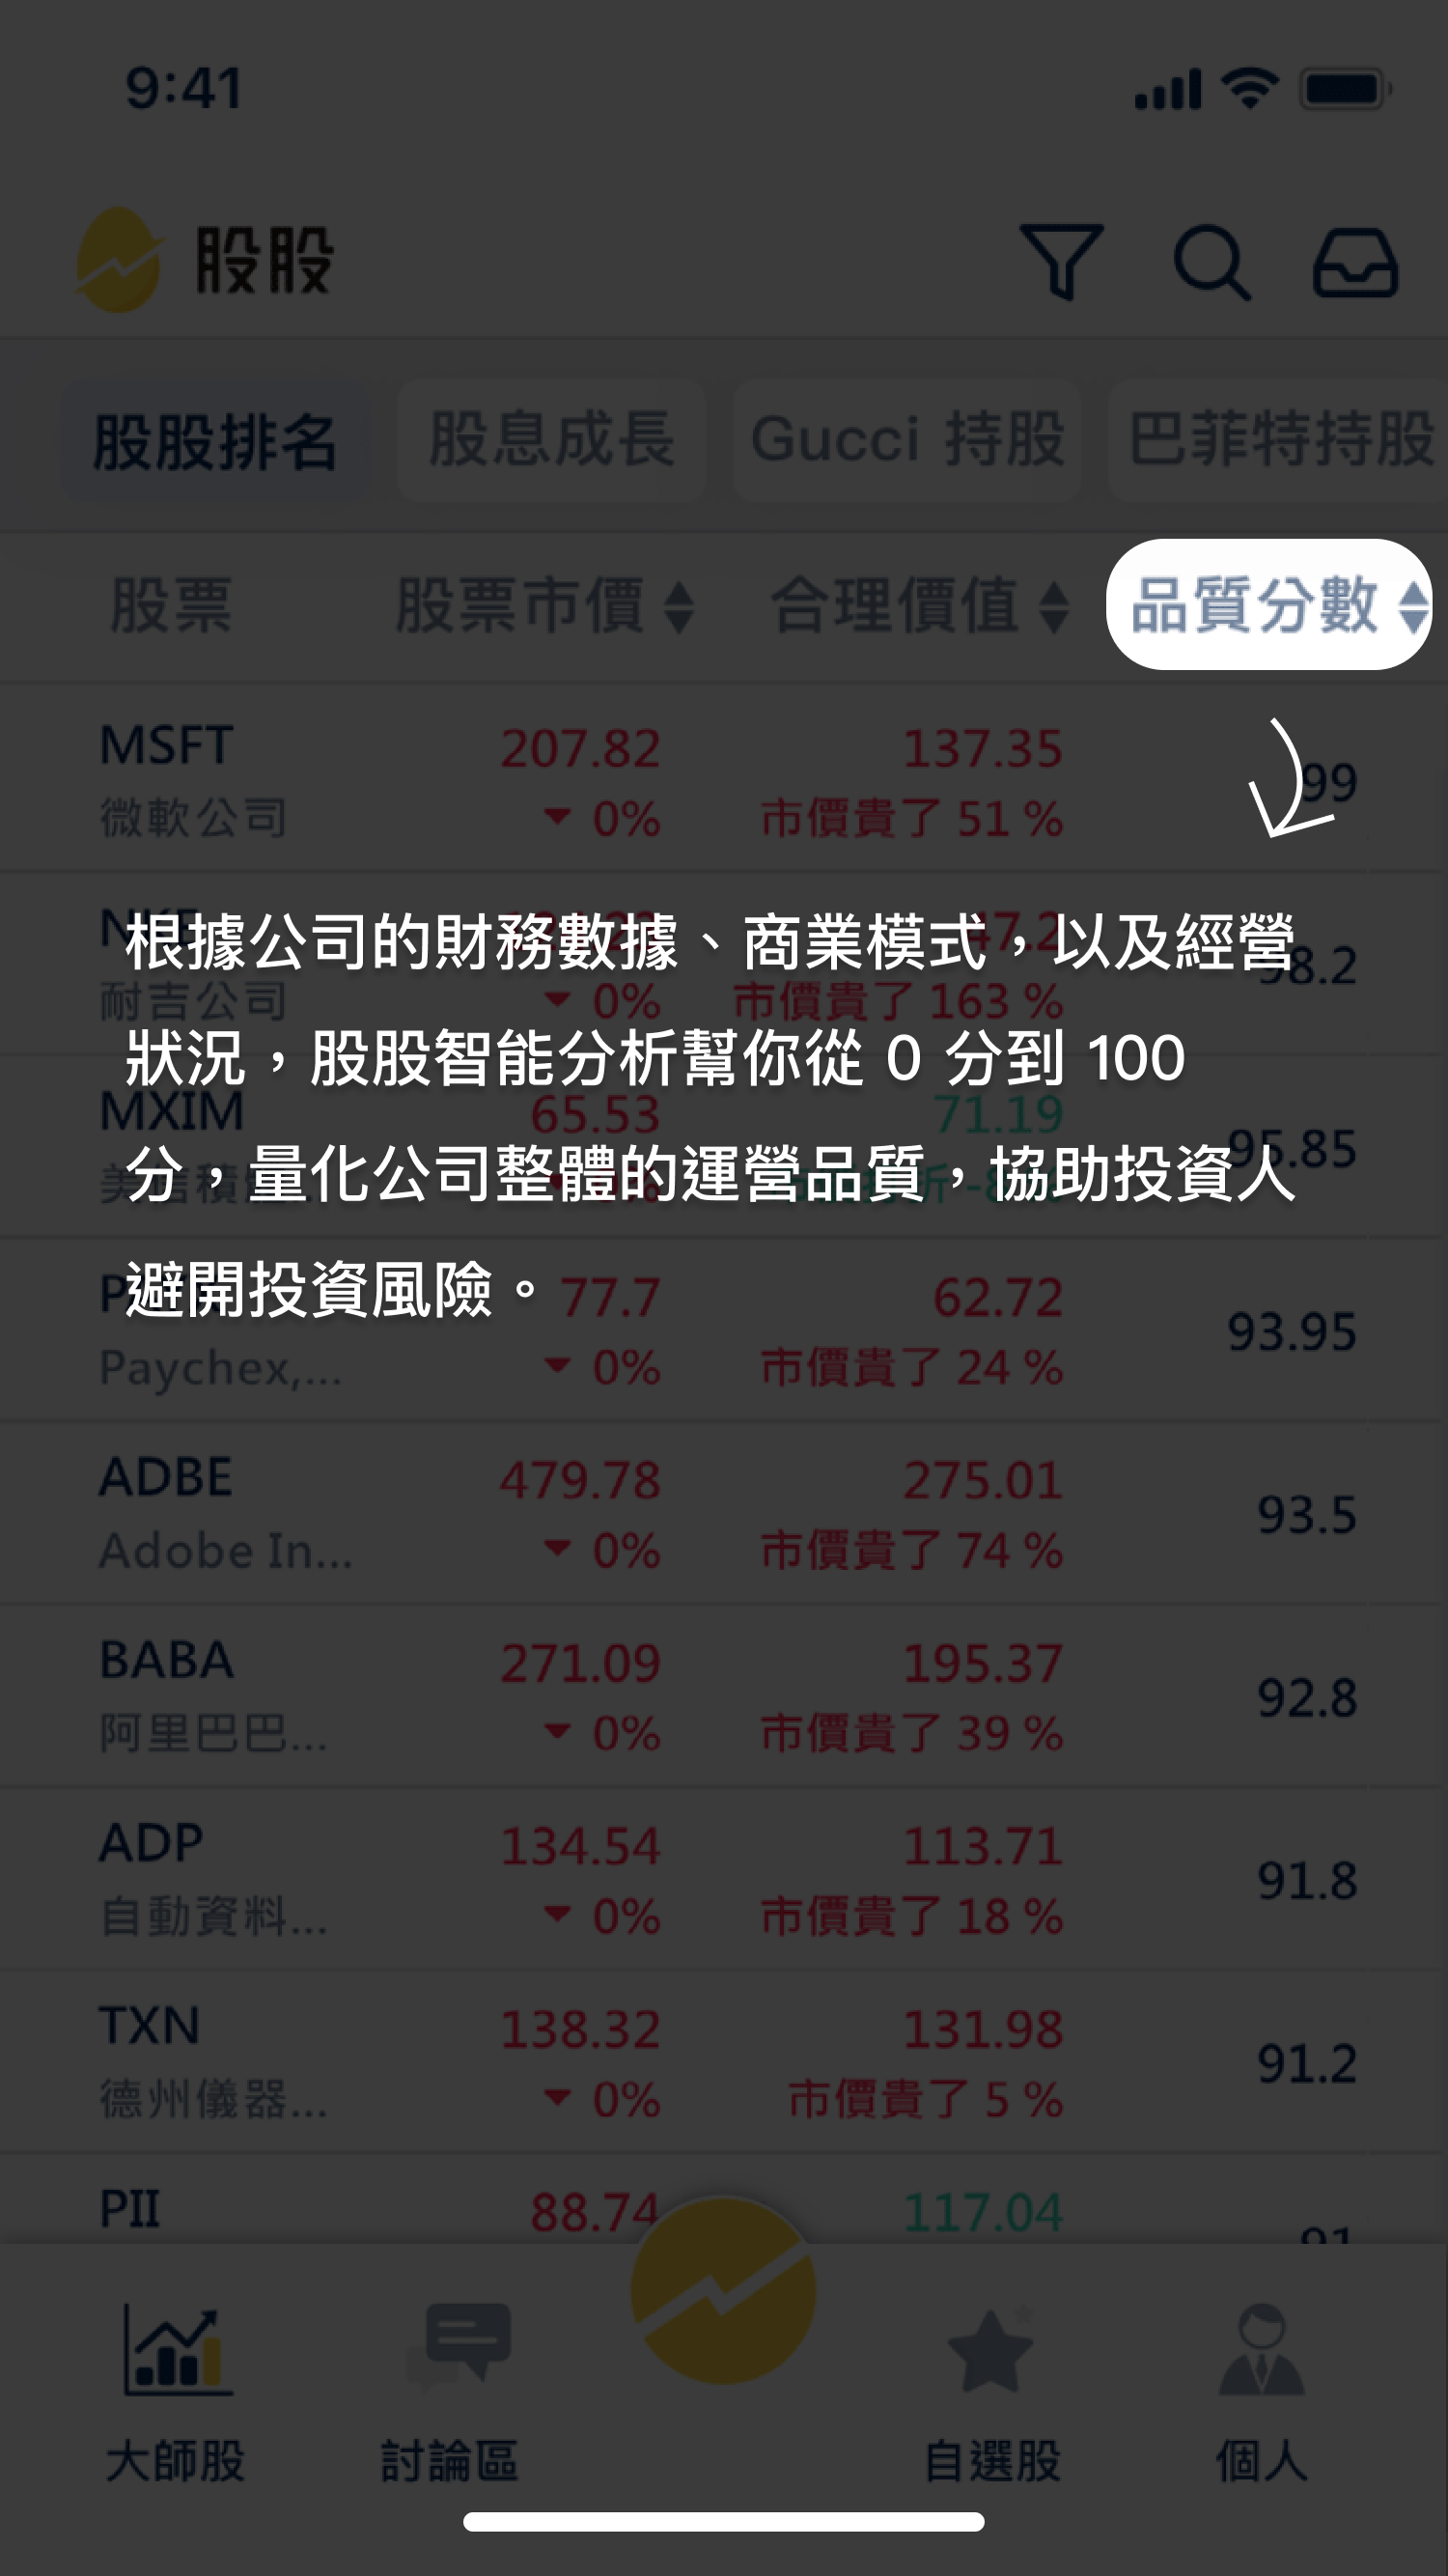 9:41
股股
股股排名 股息成長 Gucci 持股 巴菲特持股
股票 股票市價 合理價值 品質分數
MSFT 207.82 137.35 99
微軟公司 0% 市價貴了 51 %
根據公司的財務數據、商業模式，以及經營
98.2
耐吉公司 0% 市價貴了 163 %
狀況，股股智能分析幫你從 0 分到 100
MXIM 65.53 71.19 95.85
分，量化公司整體的運營品質，協助投資人
避開投資風險。
77.7 62.72 93.95
Paychex,... 0% 市價貴了 24 %
ADBE 479.78 275.01 93.5
Adobe In... 0% 市價貴了 74 %
BABA 271.09 195.37 92.8
阿里巴巴... 0% 市價貴了 39 %
ADP 134.54 113.71 91.8
自動資料... 0% 市價貴了 18 %
TXN 138.32 131.98 91.2
德州儀器... 0% 市價貴了 5 %
PII 88.74 117.04 91
大師股 討論區 自選股 個人